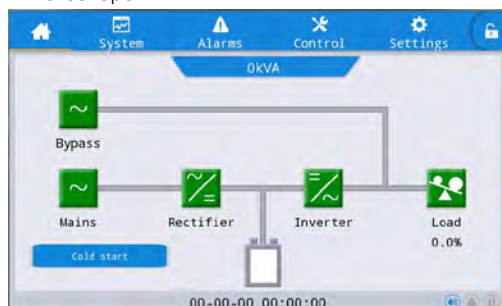 System Alarms Control Settings
0kVA
Bypass
Mains Rectifier Inverter Load
0.0%
Cold start
00-00-00 00:00:00